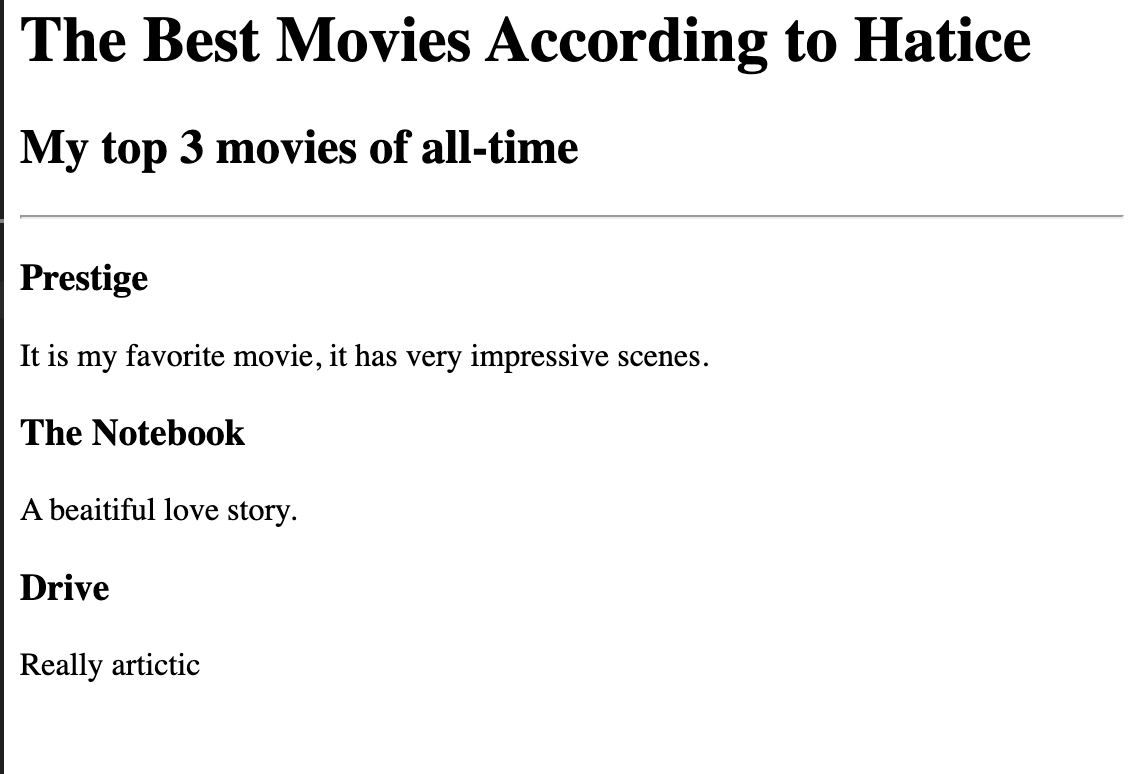 The Best Movies According to Hatice
My top 3 movies of all-time
Prestige
It is my favorite movie, it has very impressive scenes.
The Notebook
A beaitiful love story.
Drive
Really artictic